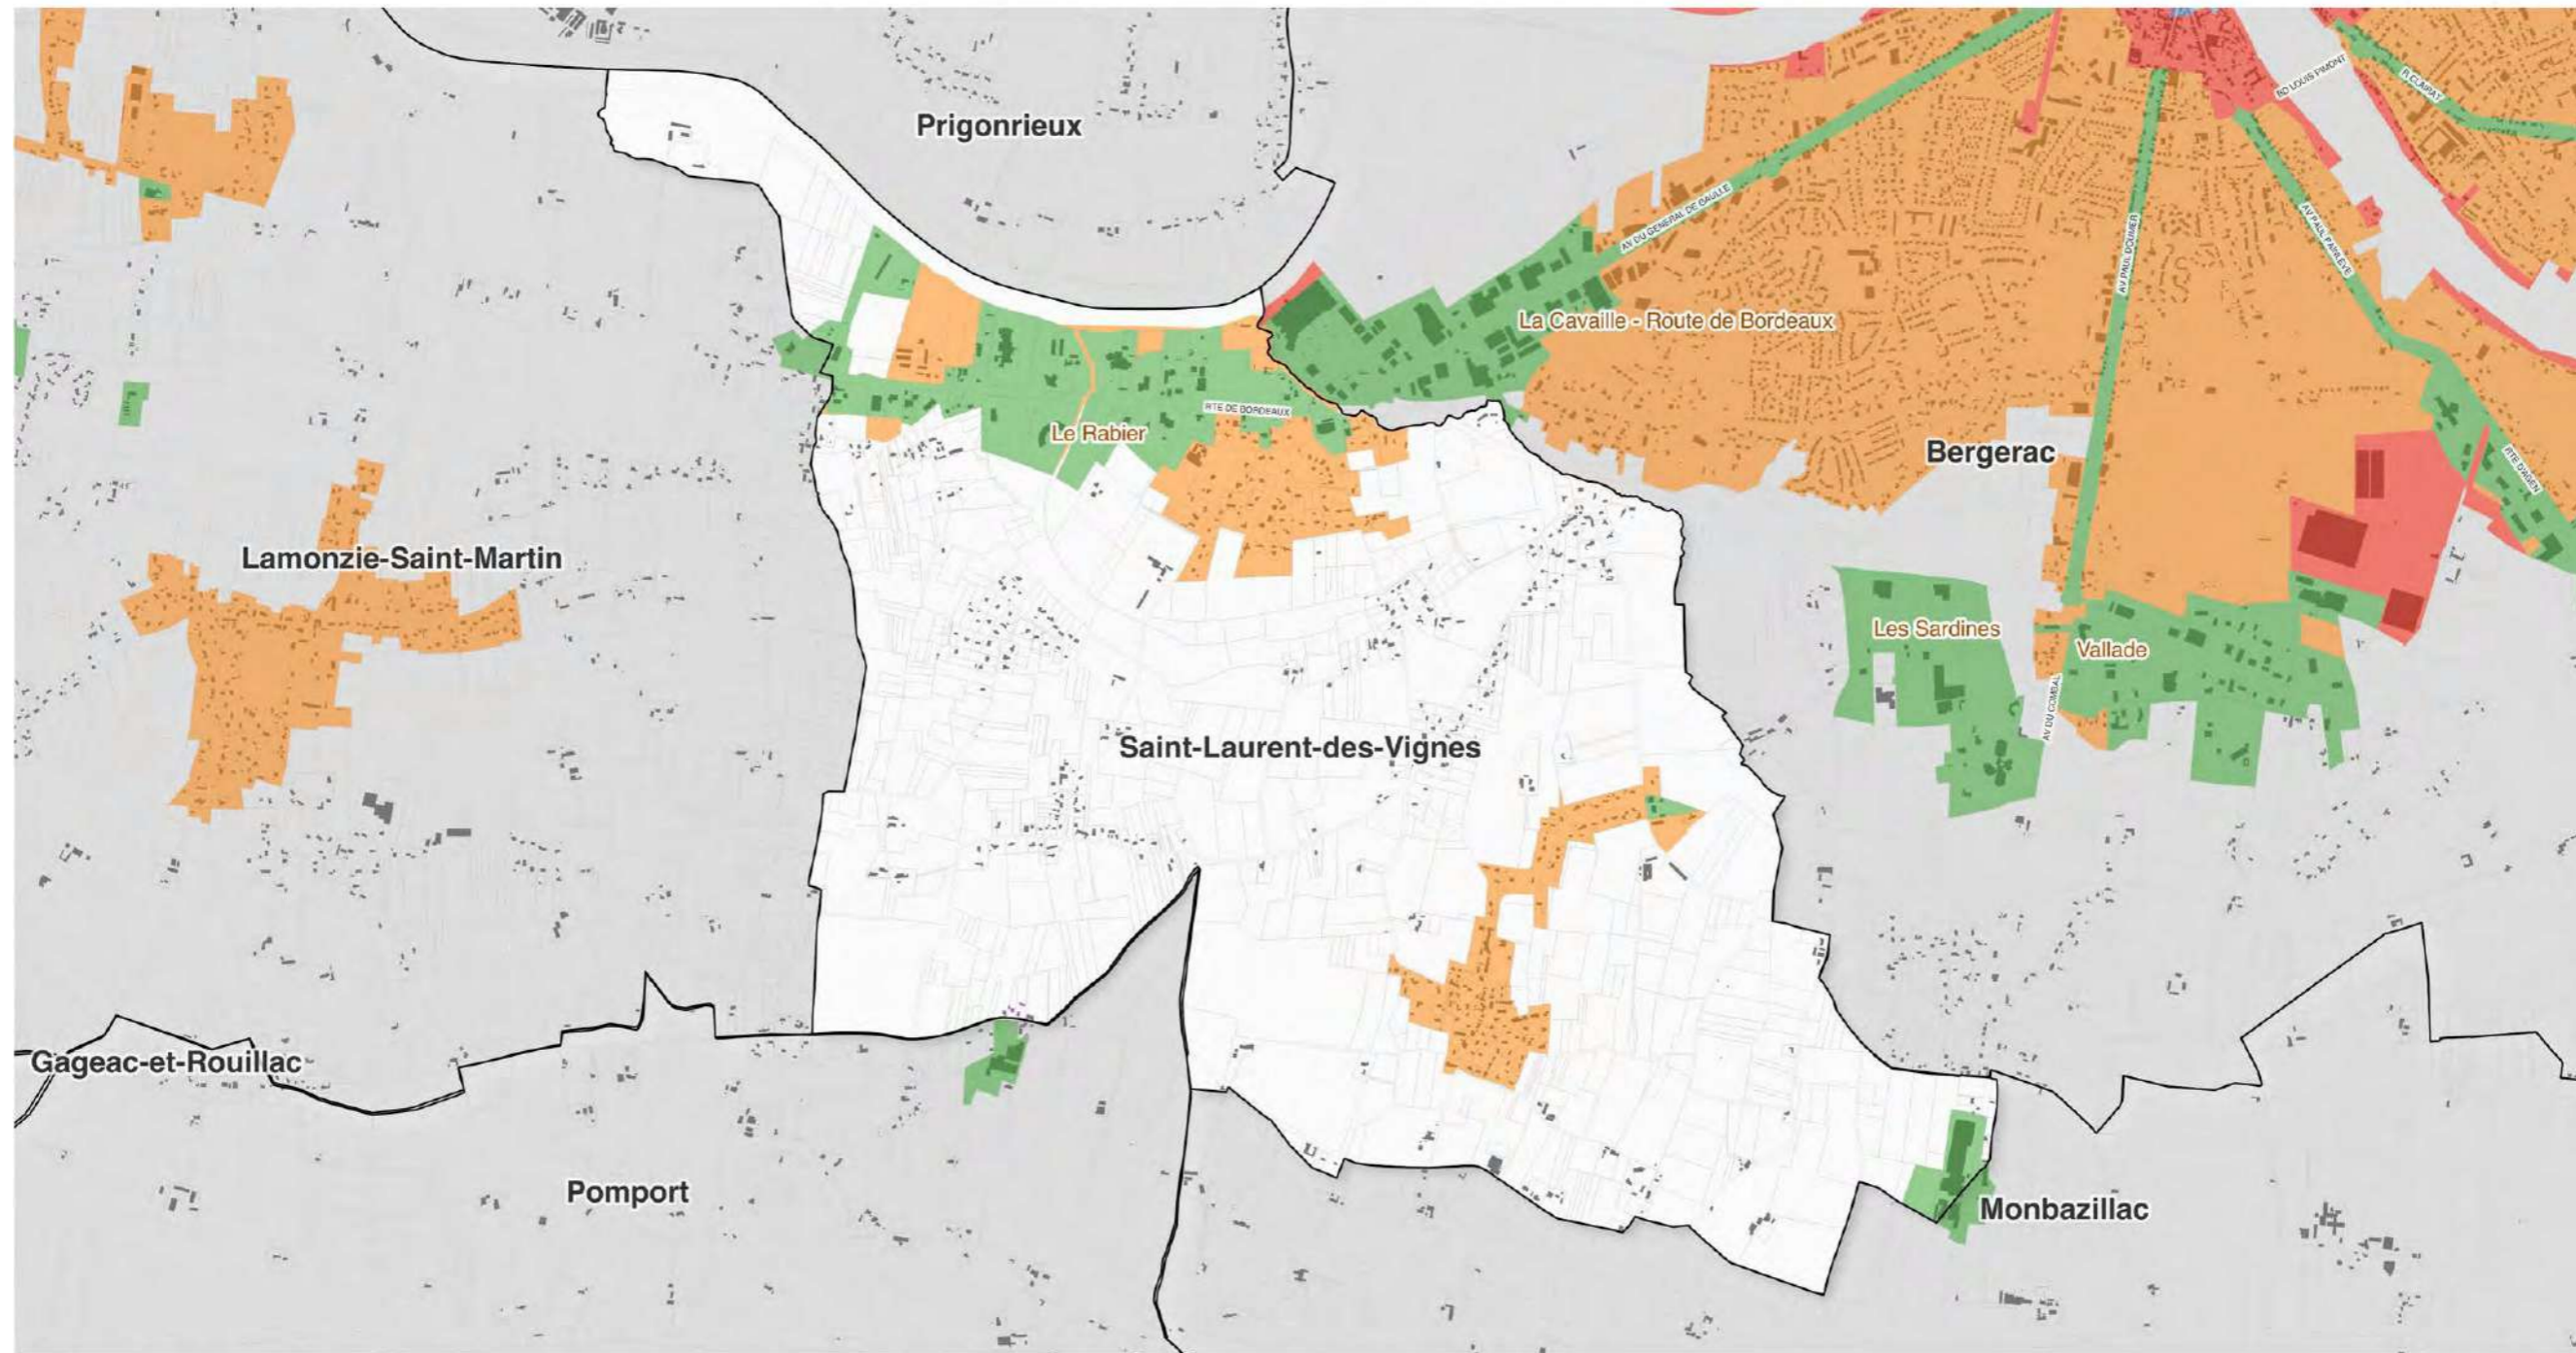 Prigonrieux
BD LOUIS PIMONT
R CLAIRAT
AV DU GENERAL DE GAULLE
AV PAUL DOUMER
AV PAUL PAINLEVE
La Cavaille - Route de Bordeaux
RTE DE BORDEAUX
Le Rabier
Bergerac
RTE D'AGEN
Lamonzie-Saint-Martin
Les Sardines
Vallade
AV DU COMBAL
Saint-Laurent-des-Vignes
Gageac-et-Rouillac
Pomport
Monbazillac